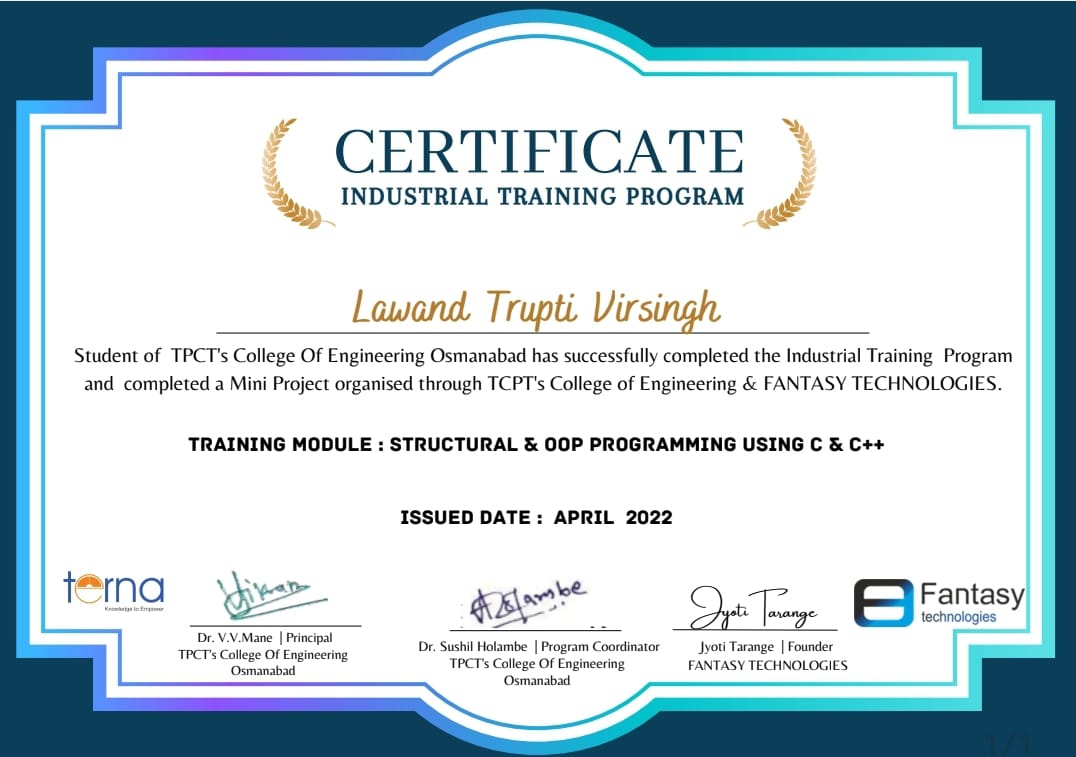 CERTIFICATE
INDUSTRIAL TRAINING PROGRAM
Lawand Trupti Virsingh
Student of TPCT's College Of Engineering Osmanabad has successfully completed the Industrial Training Program
and completed a Mini Project organised through TCPT's College of Engineering & FANTASY TECHNOLOGIES.
TRAINING MODULE : STRUCTURAL & OOP PROGRAMMING USING C & C++
ISSUED DATE : APRIL 2022
terna
Knowledge to Empower
Dr. V.V.Mane | Principal
TPCT's College Of Engineering
Osmanabad
Dr. Sushil Holambe | Program Coordinator
TPCT's College Of Engineering
Osmanabad
Jyoti Tarange
Jyoti Tarange | Founder
FANTASY TECHNOLOGIES
Fantasy
technologies
1/1